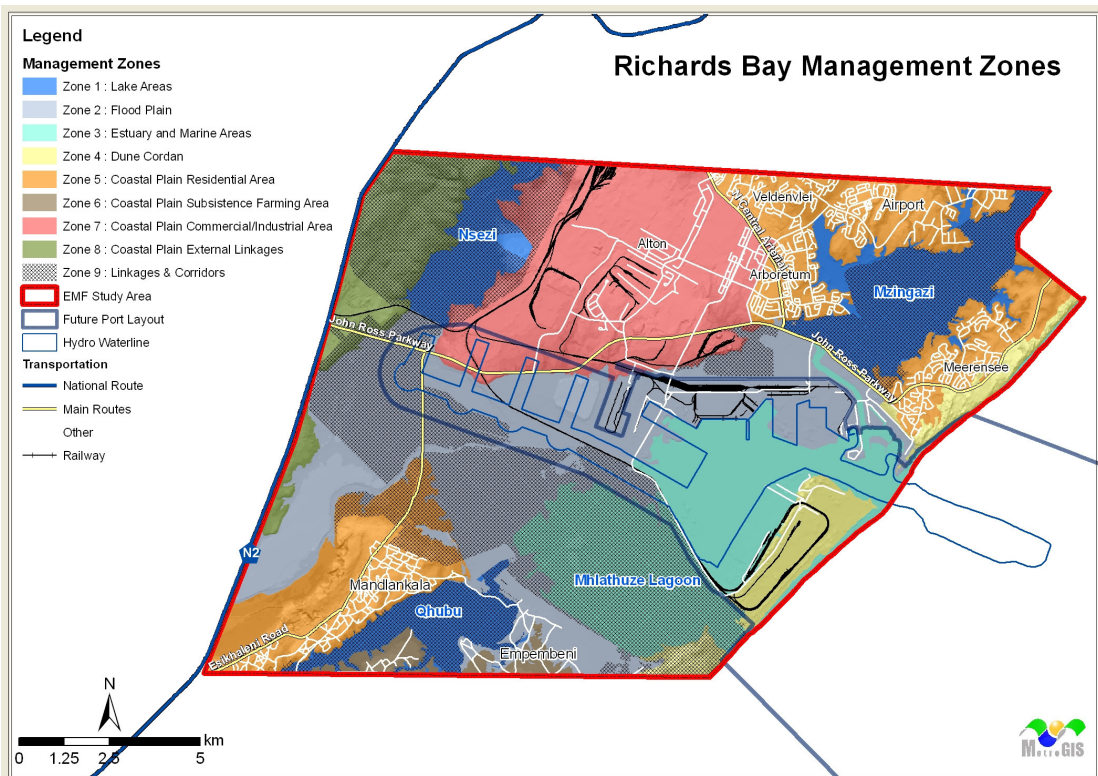 Legend
Richards Bay Management Zones
Management Zones
Zone 1 : Lake Areas
Zone 2 : Flood Plain
Zone 3 : Estuary and Marine Areas
Zone 4 : Dune Cordan
Zone 5 : Coastal Plain Residential Area
Zone 6 : Coastal Plain Subsistence Farming Area
Zone 7 : Coastal Plain Commercial/Industrial Area
Zone 8 : Coastal Plain External Linkages
Zone 9 : Linkages & Corridors
EMF Study Area
Future Port Layout
Hydro Waterline
Transportation
National Route
Main Routes
Other
Railway
Veldenvlei
Airport
N Central Arterial
Nsezi
Alton
Arboretum
Mzingazi
John Ross Parkway
John Ross Parkway
Meerensee
N2
Mandlankala
Mhlathuze Lagoon
Qhubu
Esikhaleni Road
Empembeni
N
km
0 1.25 2.5 5
MetroGIS